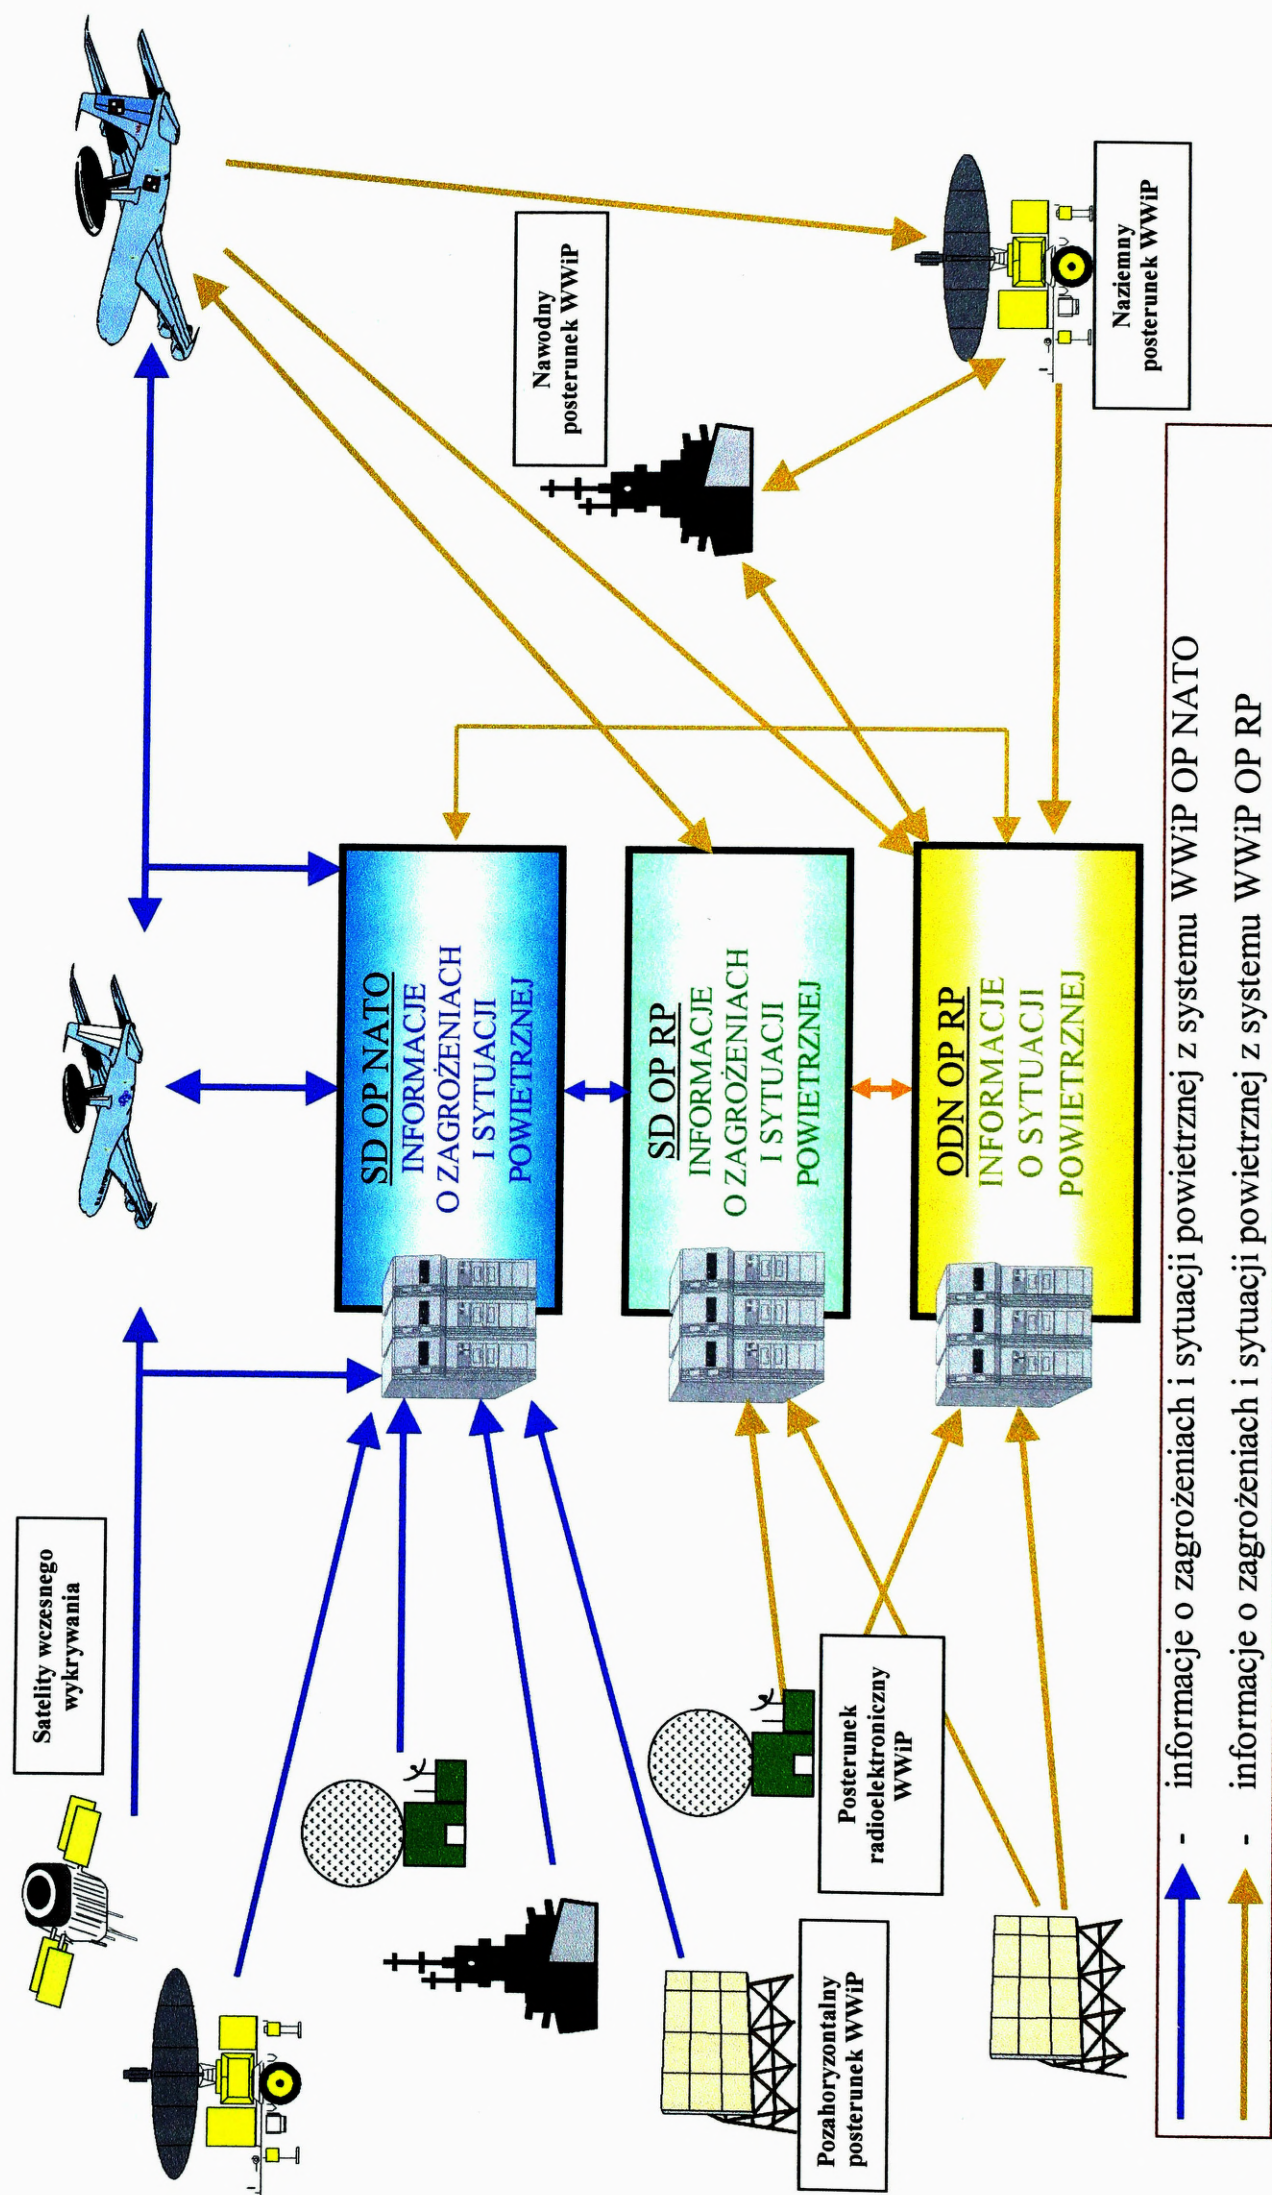 Satelity wczesnego
wykrywania
SD OP NATO
INFORMACJE
O ZAGROŻENIACH
I SYTUACJI
POWIETRZNEJ
Nawodny
posterunek WWiP
SD OP RP
INFORMACJE
O ZAGROŻENIACH
I SYTUACJI
POWIETRZNEJ
Posterunek
radioelektroniczny
WWiP
Pozahoryzontalny
posterunek WWiP
ODN OP RP
INFORMACJE
O SYTUACJI
POWIETRZNEJ
Naziemny
posterunek WWiP
- informacje o zagrożeniach i sytuacji powietrznej z systemu WWiP OP NATO
- informacje o zagrożeniach i sytuacji powietrznej z systemu WWiP OP RP